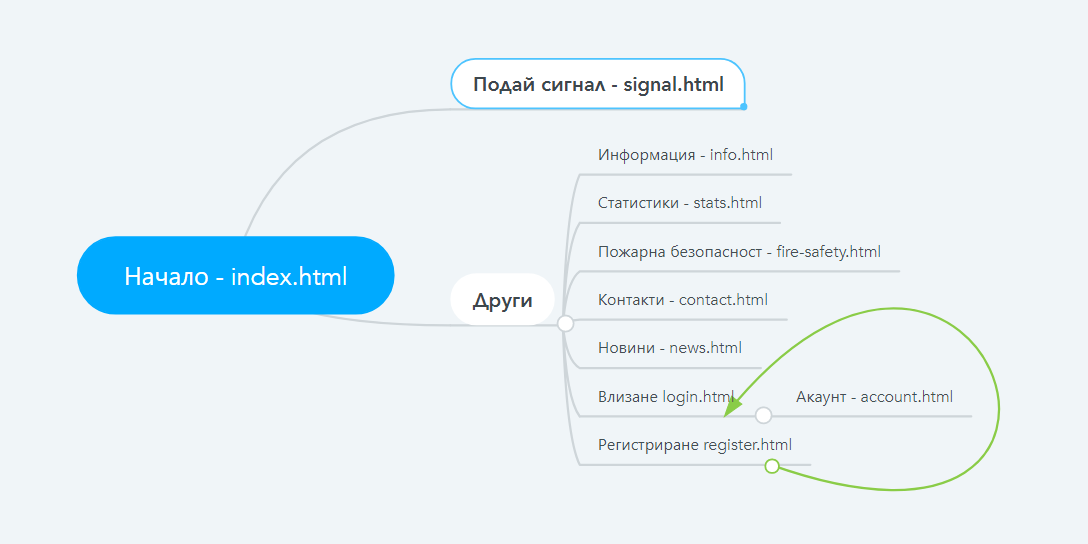 Подай сигнал - signal.html
Информация - info.html
Статистики - stats.html
Пожарна безопасност - fire-safety.html
Начало - index.html
Други
Контакти - contact.html
Новини - news.html
Влизане login.html
Акаунт - account.html
Регистриране register.html